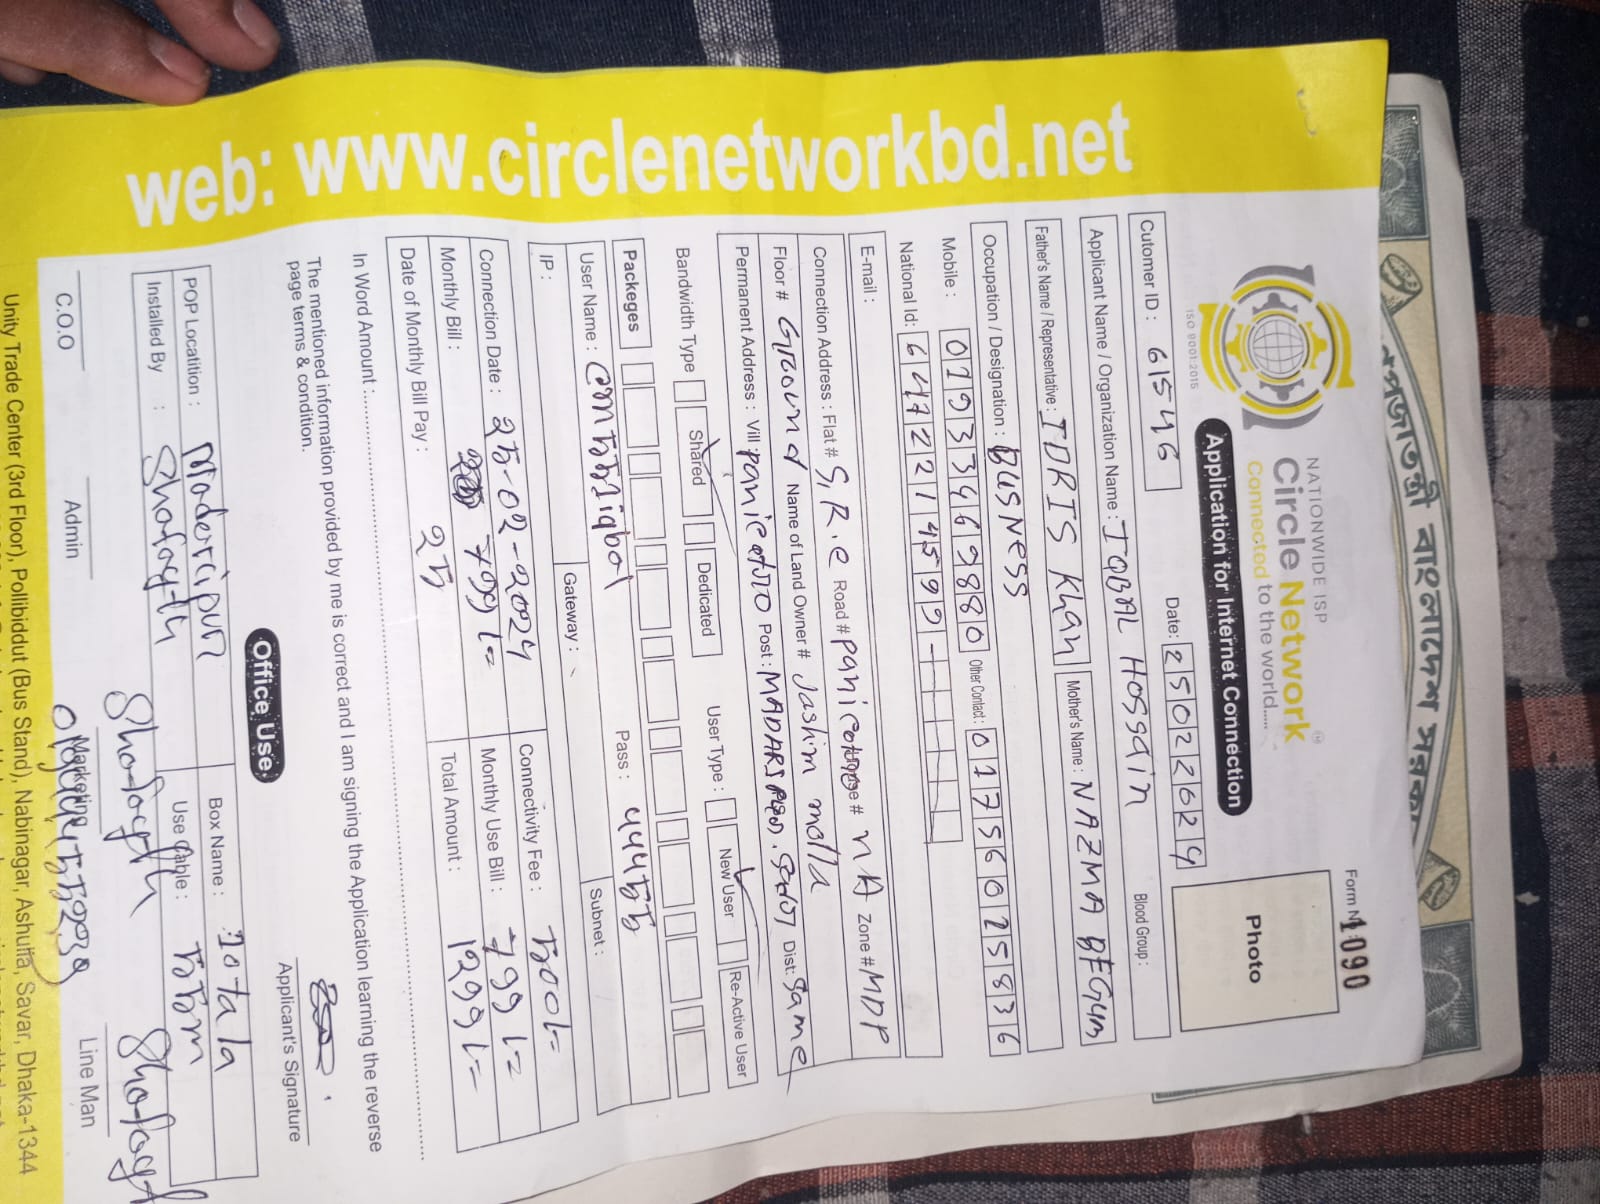 Form N 1090
NATIONWIDE ISP
Circle Network
Connected to the world....
ISO 9001:2015
Application for Internet Connection
Photo
Cutomer ID : 61546
Date:
Applicant Name / Organization Name : IQBAL HOSSain
Blood Group :
Father's Name / Representative : IDRIS Khan
Mother's Name : NAZMA BEGUM
Occupation / Designation : BUSNess
Mobile : 01933469880
Other Contact : 01756025836
National Id: 6472214599
E-mail :
Connection Address : Flat # S,R.e Road # Zone # MDP
Floor # Ground Name of Land Owner # Jashim molla
Permanent Address : Vill Post : Dist: Same
Bandwidth Type Shared Dedicated User Type : New User Re-Active User
Packeges
User Name : Pass : 44455
IP : Gateway : Subnet :
Connection Date : 25-02-2024 Connectivity Fee : 500/=
Monthly Bill : 799/= Monthly Use Bill : 799/=
Date of Monthly Bill Pay : 25 Total Amount : 1299/=
In Word Amount :
The mentioned information provided by me is correct and I am signing the Application learning the reverse
page terms & condition.
Applicant's Signature
Office Use.
POP Location : Madaripur Box Name : Jotala
Installed By : Use Cable : 55m
C.O.O Admin Marketing Line Man
Unity Trade Center (3rd Floor), Pollibiddut (Bus Stand), Nabinagar, Ashulia, Savar, Dhaka-1344
web: www.circlenetworkbd.net